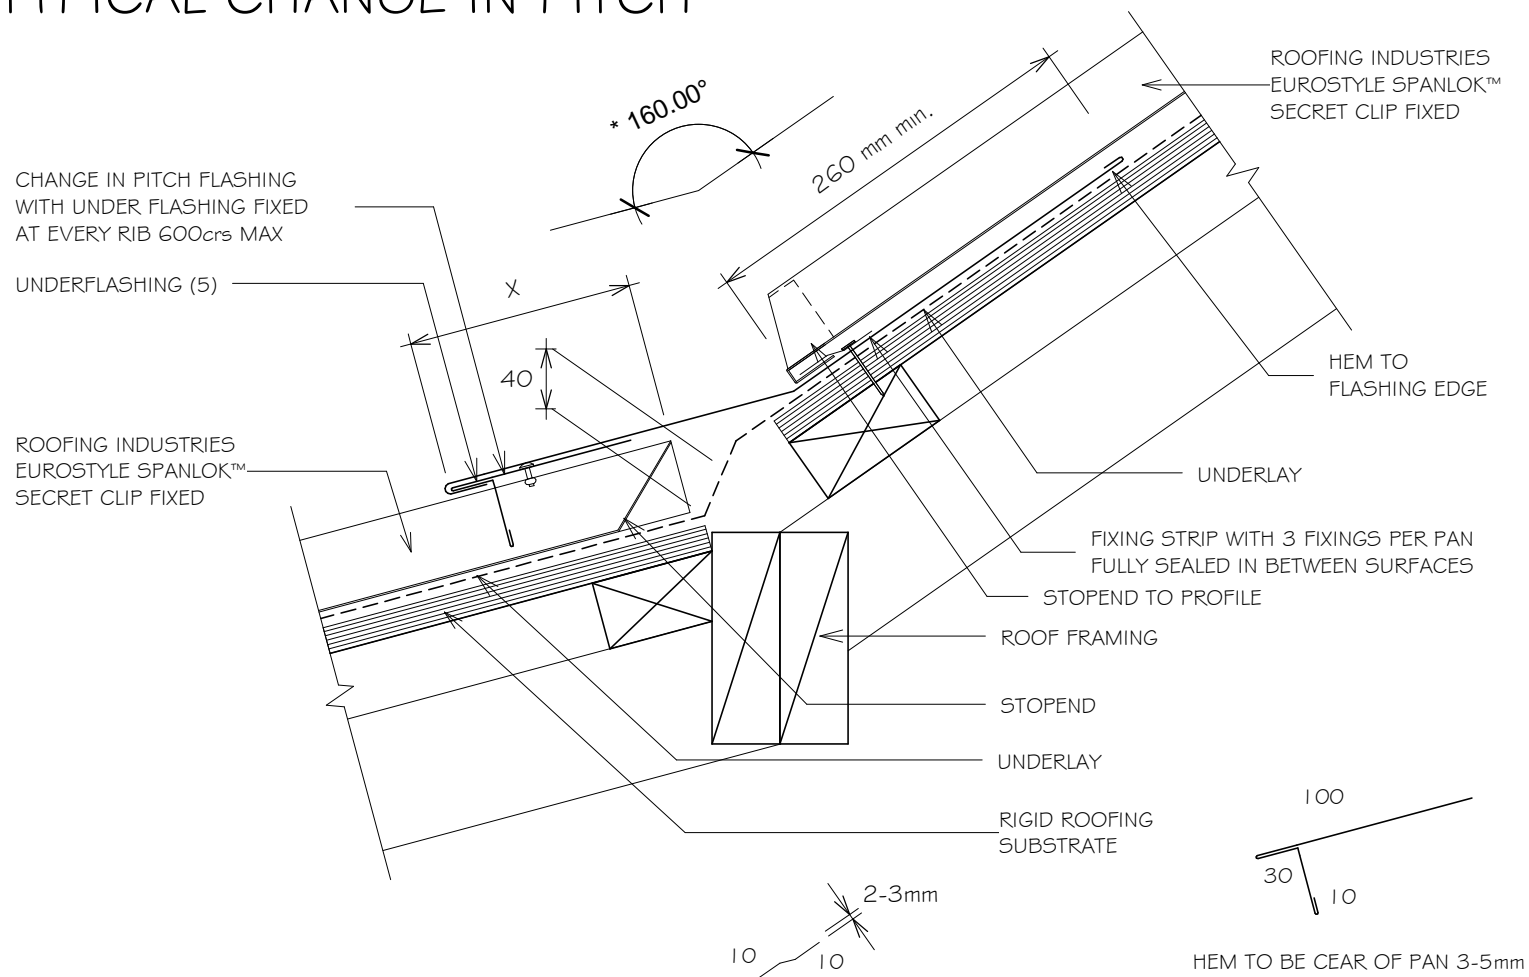 TYPICAL CHANGE IN PITCH
* 160.00°
260 mm min.
ROOFING INDUSTRIES
EUROSTYLE SPANLOK™
SECRET CLIP FIXED
CHANGE IN PITCH FLASHING
WITH UNDER FLASHING FIXED
AT EVERY RIB 600crs MAX
UNDERFLASHING (5)
X
40
HEM TO
FLASHING EDGE
ROOFING INDUSTRIES
EUROSTYLE SPANLOK™
SECRET CLIP FIXED
UNDERLAY
FIXING STRIP WITH 3 FIXINGS PER PAN
FULLY SEALED IN BETWEEN SURFACES
STOPEND TO PROFILE
ROOF FRAMING
STOPEND
UNDERLAY
RIGID ROOFING
SUBSTRATE
100
30
10
2-3mm
10
10
HEM TO BE CEAR OF PAN 3-5mm